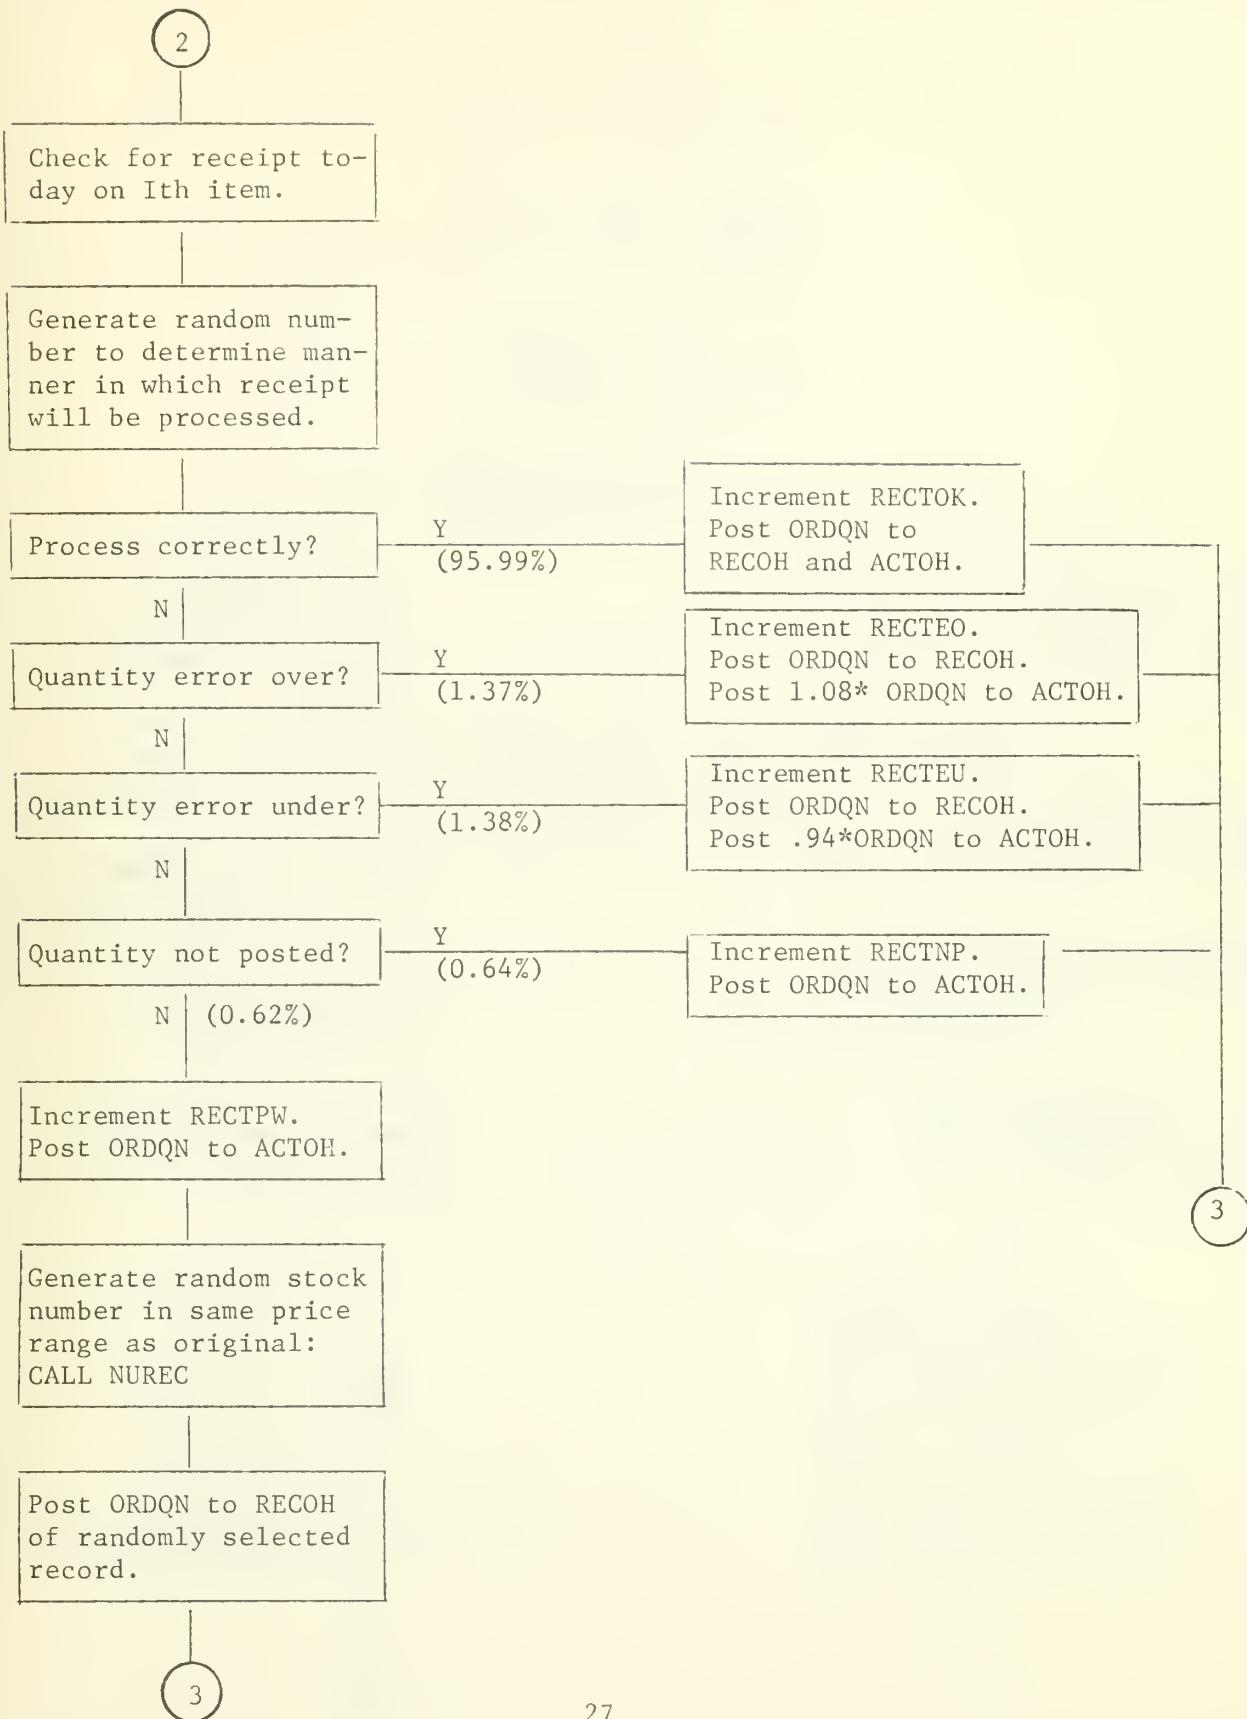 2
Check for receipt to-
day on Ith item.
Generate random num-
ber to determine man-
ner in which receipt
will be processed.
Process correctly?
Y
(95.99%)
Increment RECTOK.
Post ORDQN to
RECOH and ACTOH.
N
Quantity error over?
Y
(1.37%)
Increment RECTEO.
Post ORDQN to RECOH.
Post 1.08* ORDQN to ACTOH.
N
Quantity error under?
Y
(1.38%)
Increment RECTEU.
Post ORDQN to RECOH.
Post .94*ORDQN to ACTOH.
N
Quantity not posted?
Y
(0.64%)
Increment RECTNP.
Post ORDQN to ACTOH.
N (0.62%)
Increment RECTPW.
Post ORDQN to ACTOH.
3
Generate random stock
number in same price
range as original:
CALL NUREC
Post ORDQN to RECOH
of randomly selected
record.
3
27